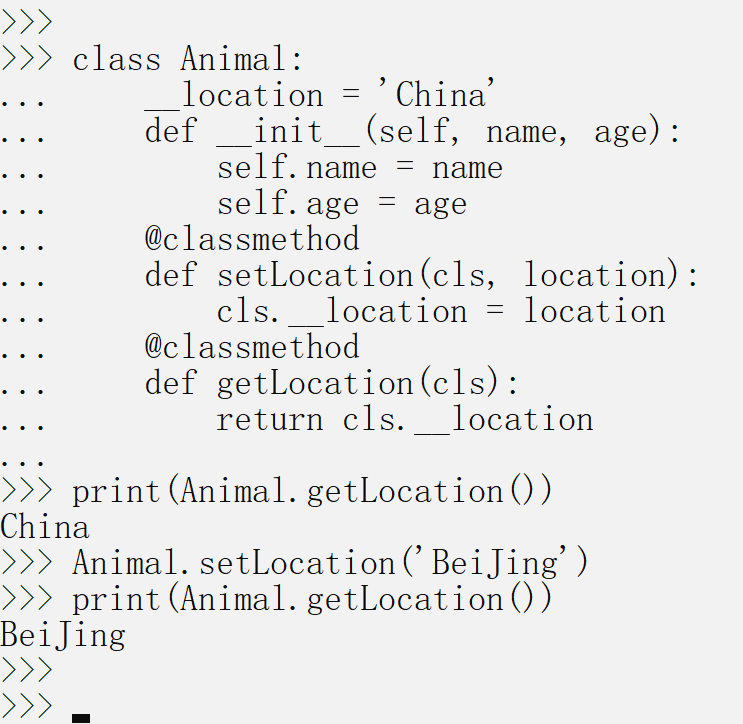 >>>
>>> class Animal:
...     __location = 'China'
...     def __init__(self, name, age):
...         self.name = name
...         self.age = age
...     @classmethod
...     def setLocation(cls, location):
...         cls.__location = location
...     @classmethod
...     def getLocation(cls):
...         return cls.__location
...
>>> print(Animal.getLocation())
China
>>> Animal.setLocation('BeiJing')
>>> print(Animal.getLocation())
BeiJing
>>>
>>>